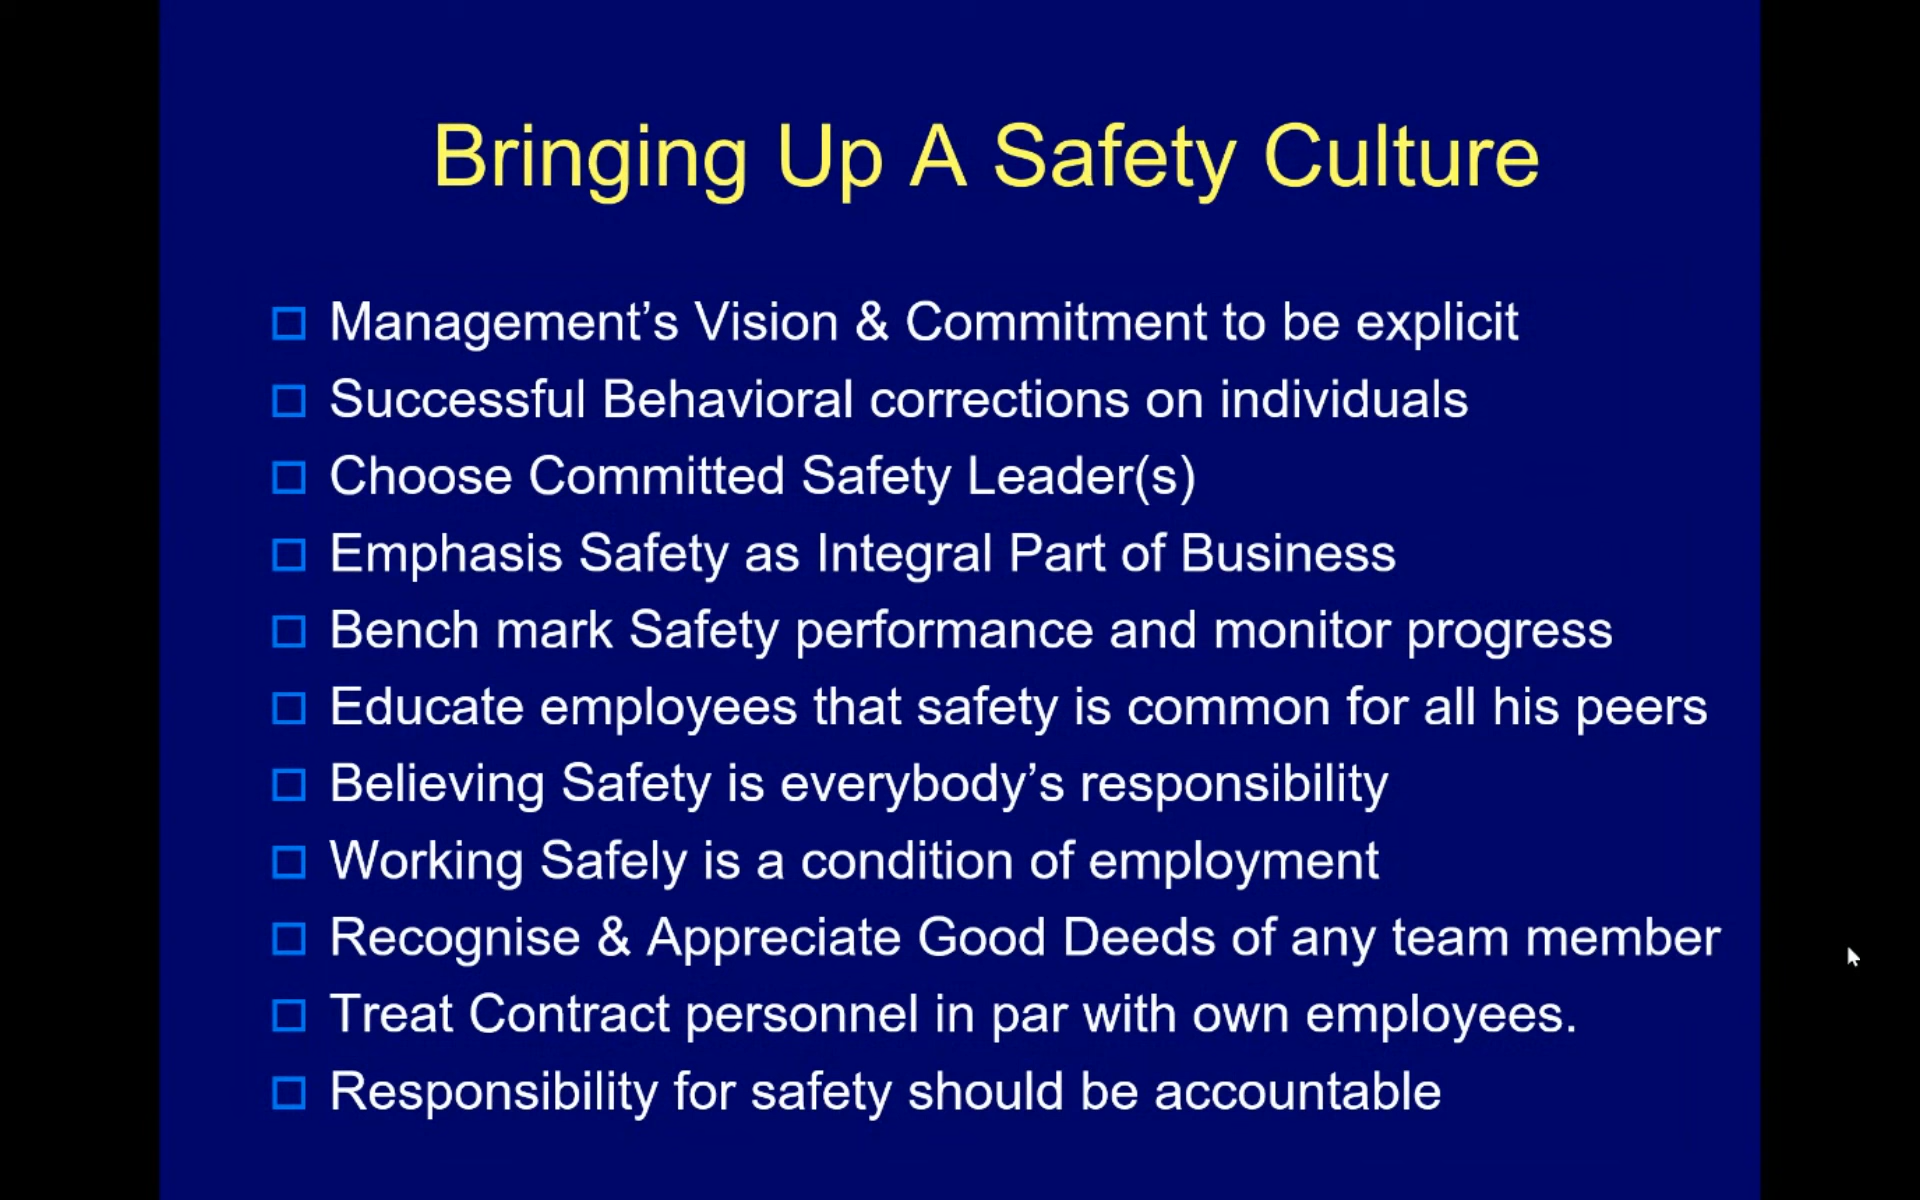 Bringing Up A Safety Culture
Management’s Vision & Commitment to be explicit
Successful Behavioral corrections on individuals
Choose Committed Safety Leader(s)
Emphasis Safety as Integral Part of Business
Bench mark Safety performance and monitor progress
Educate employees that safety is common for all his peers
Believing Safety is everybody’s responsibility
Working Safely is a condition of employment
Recognise & Appreciate Good Deeds of any team member
Treat Contract personnel in par with own employees.
Responsibility for safety should be accountable